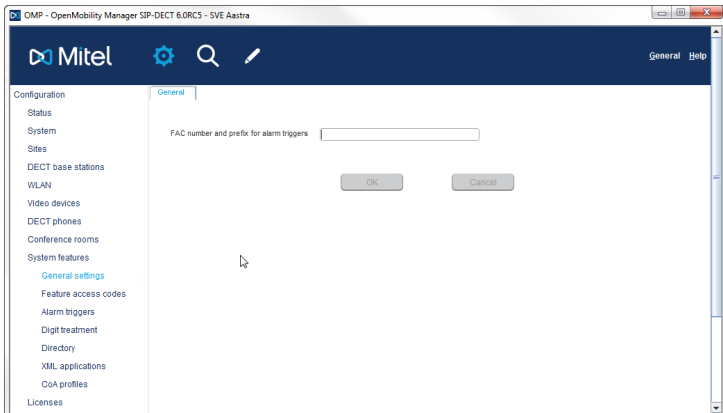 OMP - OpenMobility Manager SIP-DECT 6.0RC5 - SVE Aastra
Mitel
General Help
Configuration
General
Status
System
FAC number and prefix for alarm triggers
Sites
DECT base stations
WLAN
OK Cancel
Video devices
DECT phones
Conference rooms
System features
General settings
Feature access codes
Alarm triggers
Digit treatment
Directory
XML applications
CoA profiles
Licenses